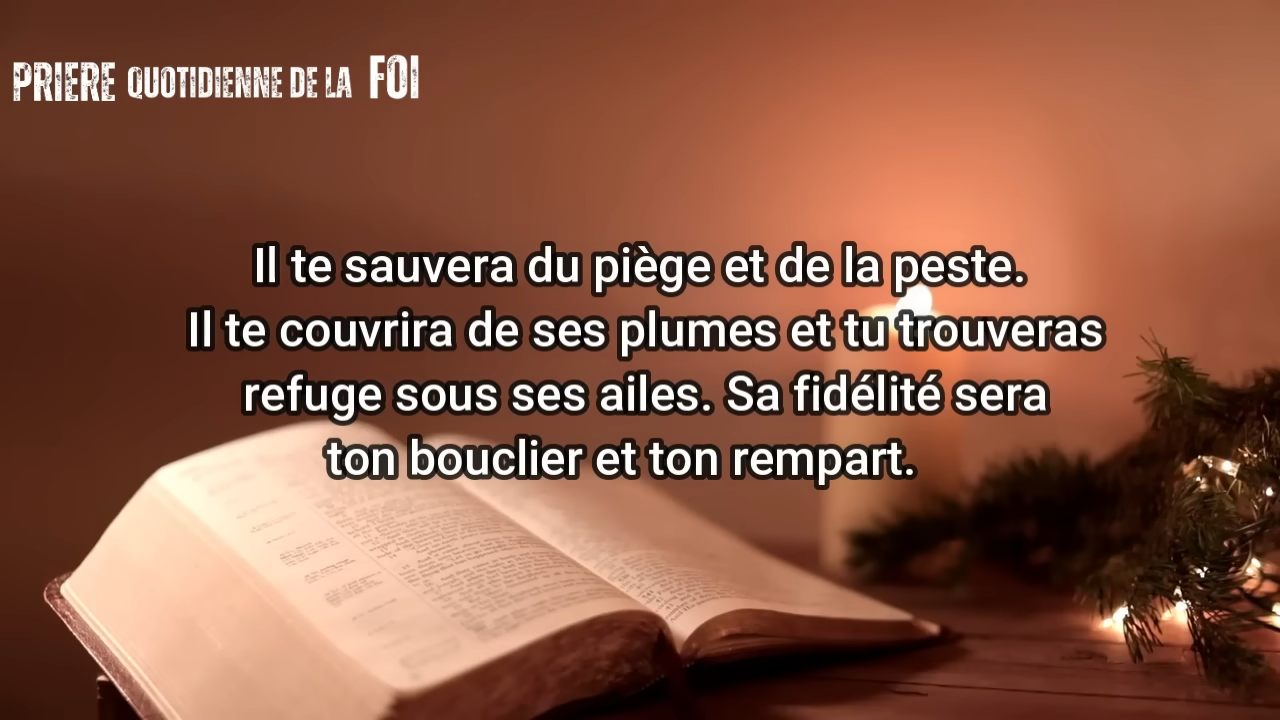 PRIERE QUOTIDIENNE DE LA FOI
Il te sauvera du piège et de la peste.
Il te couvrira de ses plumes et tu trouveras
refuge sous ses ailes. Sa fidélité sera
ton bouclier et ton rempart.